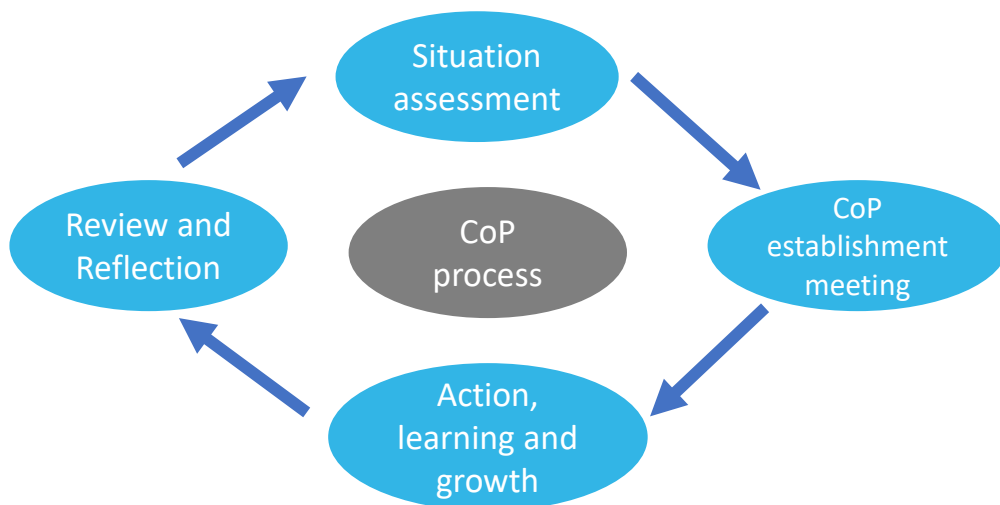 Situation
assessment
Review and
Reflection
CoP
process
CoP
establishment
meeting
Action,
learning and
growth